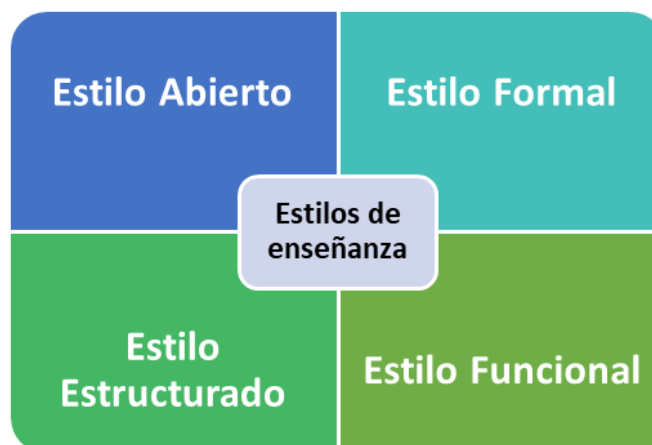 Estilo Abierto
Estilo Formal
Estilos de
enseñanza
Estilo
Estructurado
Estilo Funcional